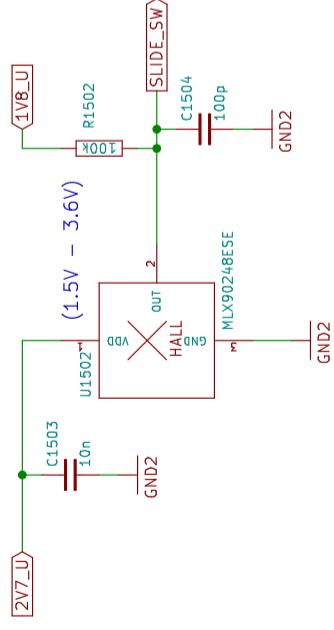 2V7_U
C1503
10n
GND2
U1502
(1.5V - 3.6V)
1
VDD
HALL
GND
3
OUT
2
MLX90248ESE
GND2
1V8_U
R1502
100k
SLIDE_SW
C1504
100p
GND2